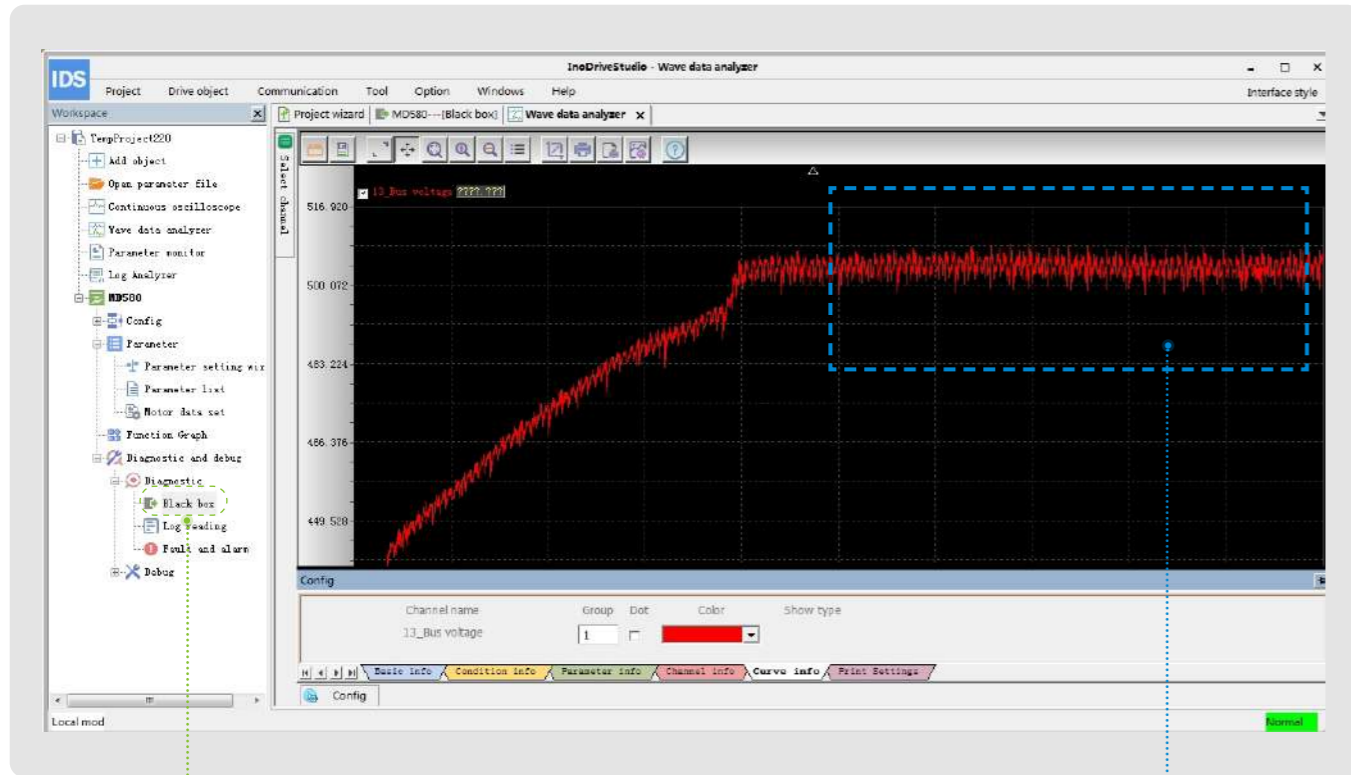 InoDriveStudio - Wave data analyzer
IDS
Project Drive object Communication Tool Option Windows Help Interface style
Workspace
Project wizard MD580---[Black box] Wave data analyzer
TempProject220
Add object
Open parameter file
Continuous oscilloscope
Wave data analyzer
Parameter monitor
Log Analyzer
MD580
Config
Parameter
Parameter setting wiz
Parameter list
Motor data set
Function Graph
Diagnostic and debug
Diagnostic
Black box
Log reading
Fault and alarm
Debug
Select channel
13_Bus voltage ????.???
516.920
500.072
483.224
466.376
449.528
Config
Channel name Group Dot Color Show type
13_Bus voltage 1
Basic info Condition info Parameter info Channel info Curve info Print Settings
Config
Local mod Normal